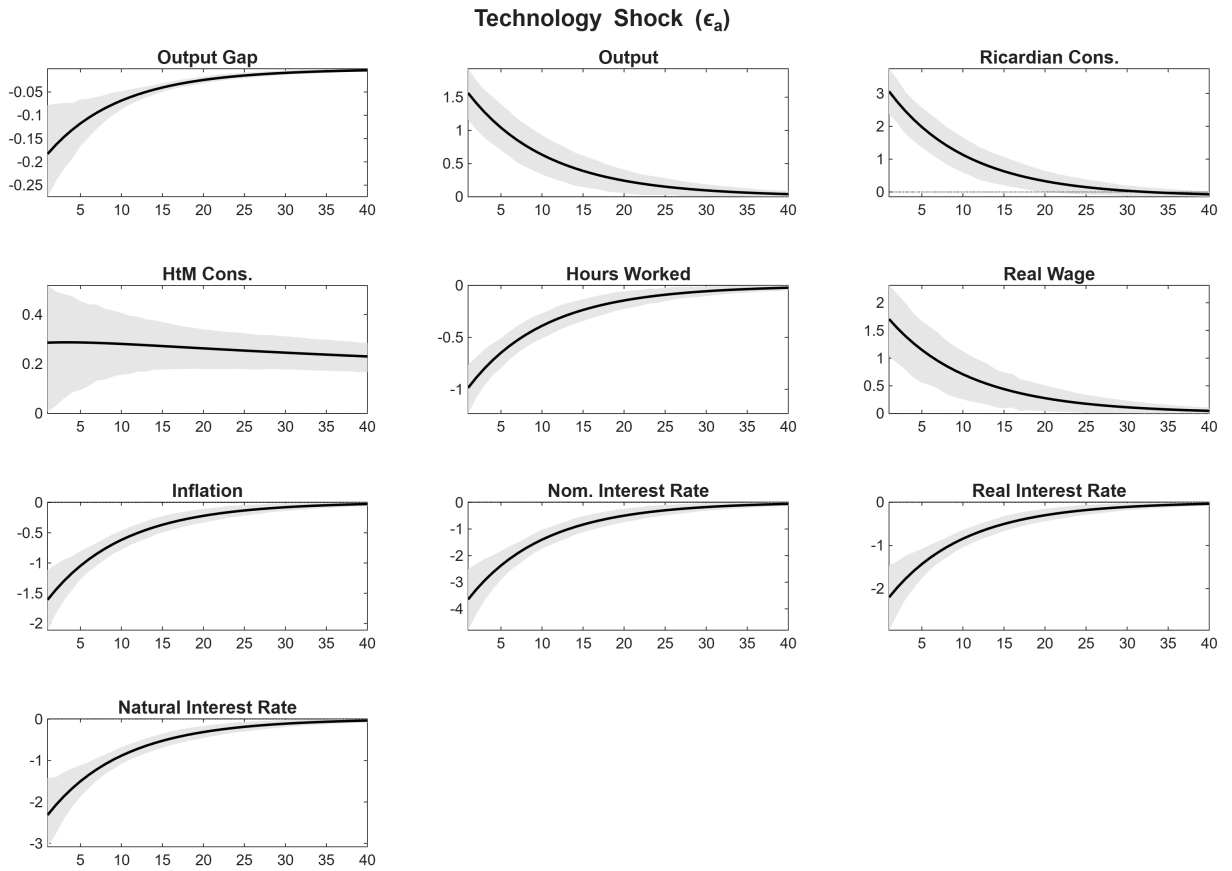 Technology Shock (ϵa)
Output Gap
-0.05
-0.1
-0.15
-0.2
-0.25
5 10 15 20 25 30 35 40
Output
1.5
1
0.5
0
5 10 15 20 25 30 35 40
Ricardian Cons.
3
2
1
0
5 10 15 20 25 30 35 40
HtM Cons.
0.4
0.2
0
5 10 15 20 25 30 35 40
Hours Worked
0
-0.5
-1
5 10 15 20 25 30 35 40
Real Wage
2
1.5
1
0.5
0
5 10 15 20 25 30 35 40
Inflation
0
-0.5
-1
-1.5
-2
5 10 15 20 25 30 35 40
Nom. Interest Rate
0
-1
-2
-3
-4
5 10 15 20 25 30 35 40
Real Interest Rate
0
-1
-2
5 10 15 20 25 30 35 40
Natural Interest Rate
0
-1
-2
-3
5 10 15 20 25 30 35 40